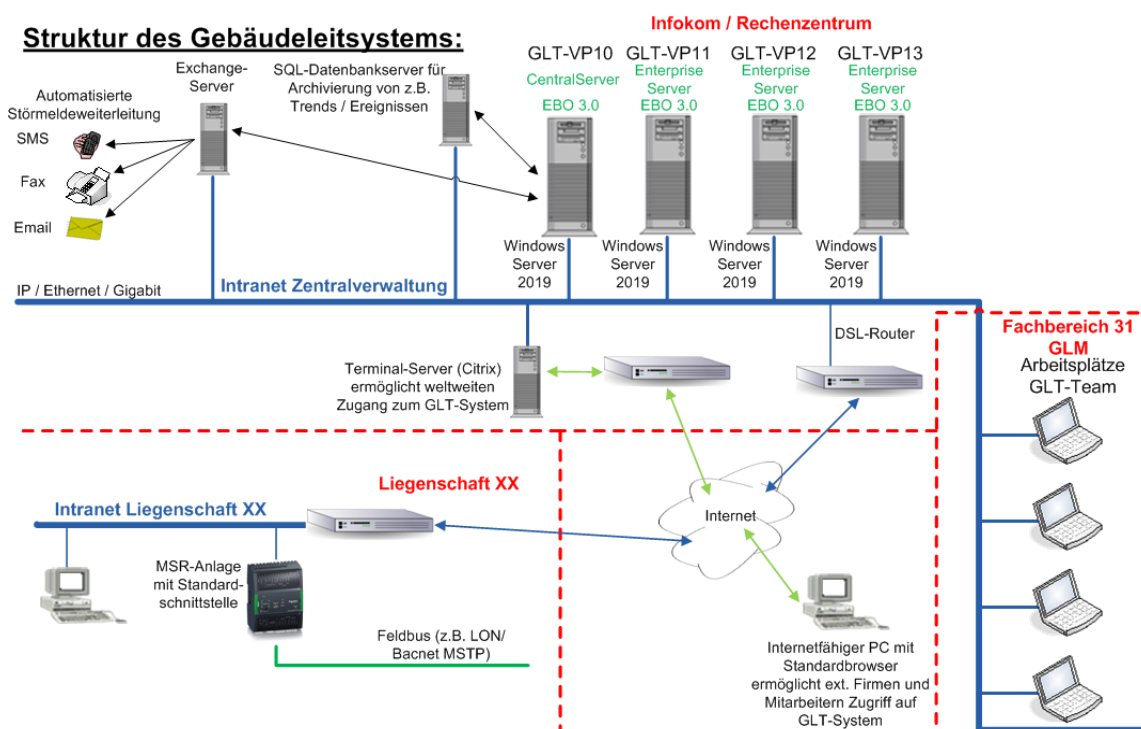 Struktur des Gebäudeleitsystems:
Infokom / Rechenzentrum
Exchange-
Server
SQL-Datenbankserver für
Archivierung von z.B.
Trends / Ereignissen
GLT-VP10
CentralServer
EBO 3.0
GLT-VP11
Enterprise
Server
EBO 3.0
GLT-VP12
Enterprise
Server
EBO 3.0
GLT-VP13
Enterprise
Server
EBO 3.0
Automatisierte
Störmeldeweiterleitung
SMS
Fax
Email
Windows
Server
2019
Windows
Server
2019
Windows
Server
2019
Windows
Server
2019
IP / Ethernet / Gigabit
Intranet Zentralverwaltung
DSL-Router
Terminal-Server (Citrix)
ermöglicht weltweiten
Zugang zum GLT-System
Fachbereich 31
GLM
Arbeitsplätze
GLT-Team
Liegenschaft XX
Intranet Liegenschaft XX
Internet
MSR-Anlage
mit Standard-
schnittstelle
Feldbus (z.B. LON/
Bacnet MSTP)
Internetfähiger PC mit
Standardbrowser
ermöglicht ext. Firmen und
Mitarbeitern Zugriff auf
GLT-System